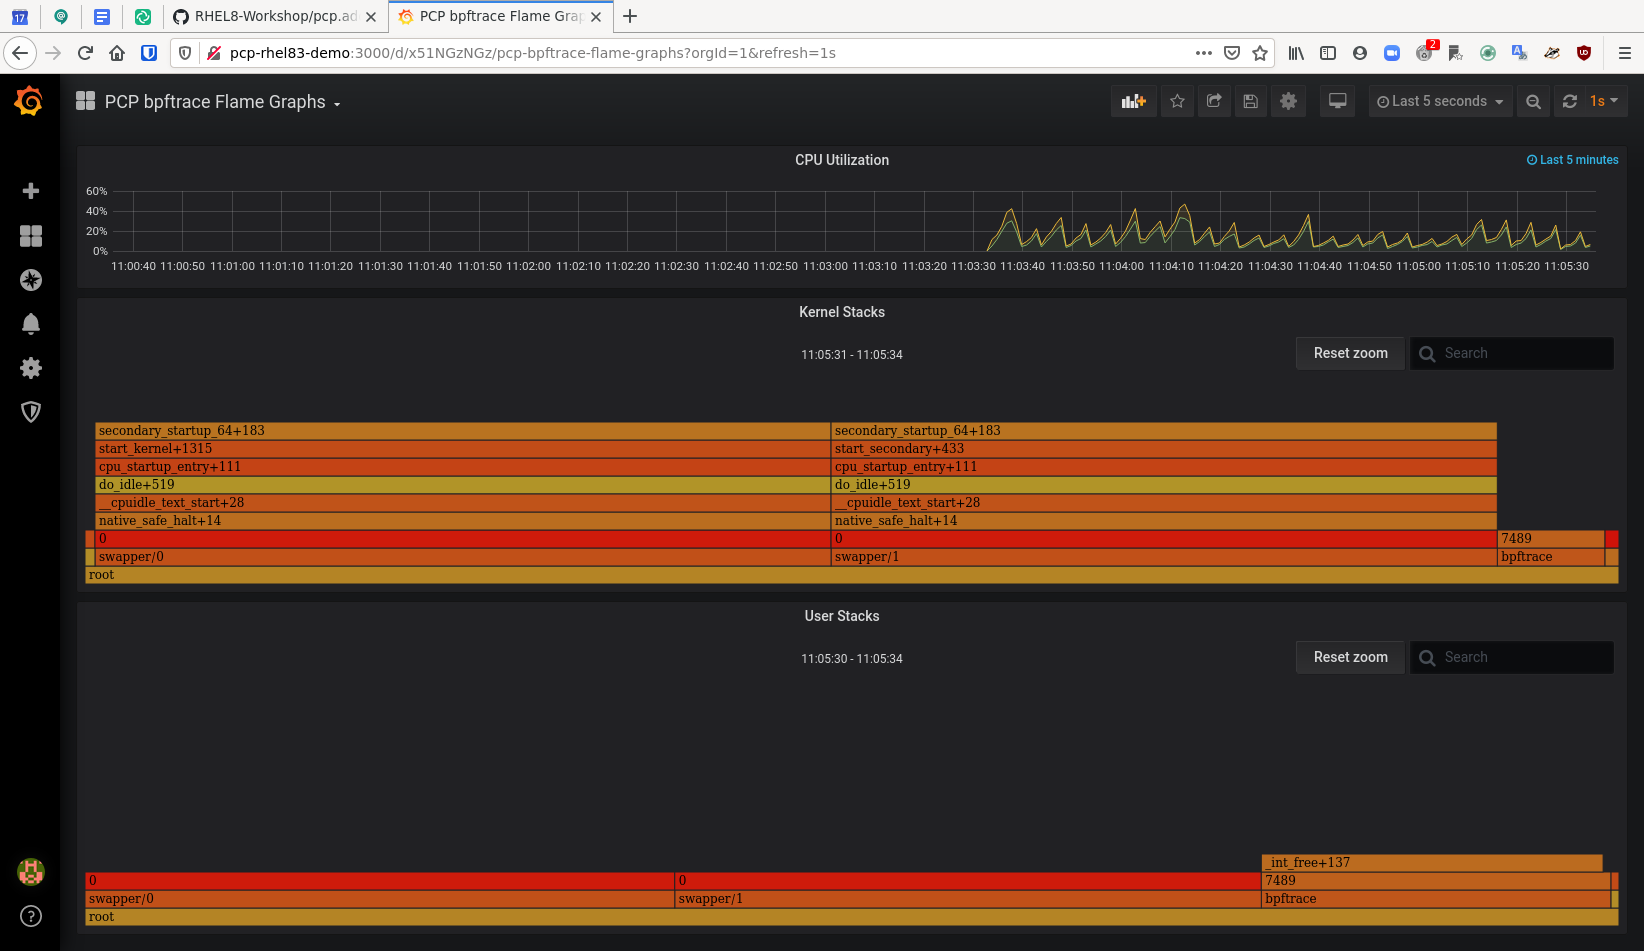 17
RHEL8-Workshop/pcp.ad
PCP bpftrace Flame Grap
pcp-rhel83-demo:3000/d/x51NGzNGz/pcp-bpftrace-flame-graphs?orgId=1&refresh=1s
2
PCP bpftrace Flame Graphs
Last 5 seconds
1s
CPU Utilization
Last 5 minutes
60%
40%
20%
0%
11:00:40 11:00:50 11:01:00 11:01:10 11:01:20 11:01:30 11:01:40 11:01:50 11:02:00 11:02:10 11:02:20 11:02:30 11:02:40 11:02:50 11:03:00 11:03:10 11:03:20 11:03:30 11:03:40 11:03:50 11:04:00 11:04:10 11:04:20 11:04:30 11:04:40 11:04:50 11:05:00 11:05:10 11:05:20 11:05:30
Kernel Stacks
11:05:31 - 11:05:34
Reset zoom
Search
secondary_startup_64+183 secondary_startup_64+183
start_kernel+1315 start_secondary+433
cpu_startup_entry+111 cpu_startup_entry+111
do_idle+519 do_idle+519
__cpuidle_text_start+28 __cpuidle_text_start+28
native_safe_halt+14 native_safe_halt+14
0 0 7489
swapper/0 swapper/1 bpftrace
root
User Stacks
11:05:30 - 11:05:34
Reset zoom
Search
_int_free+137
0 0 7489
swapper/0 swapper/1 bpftrace
root